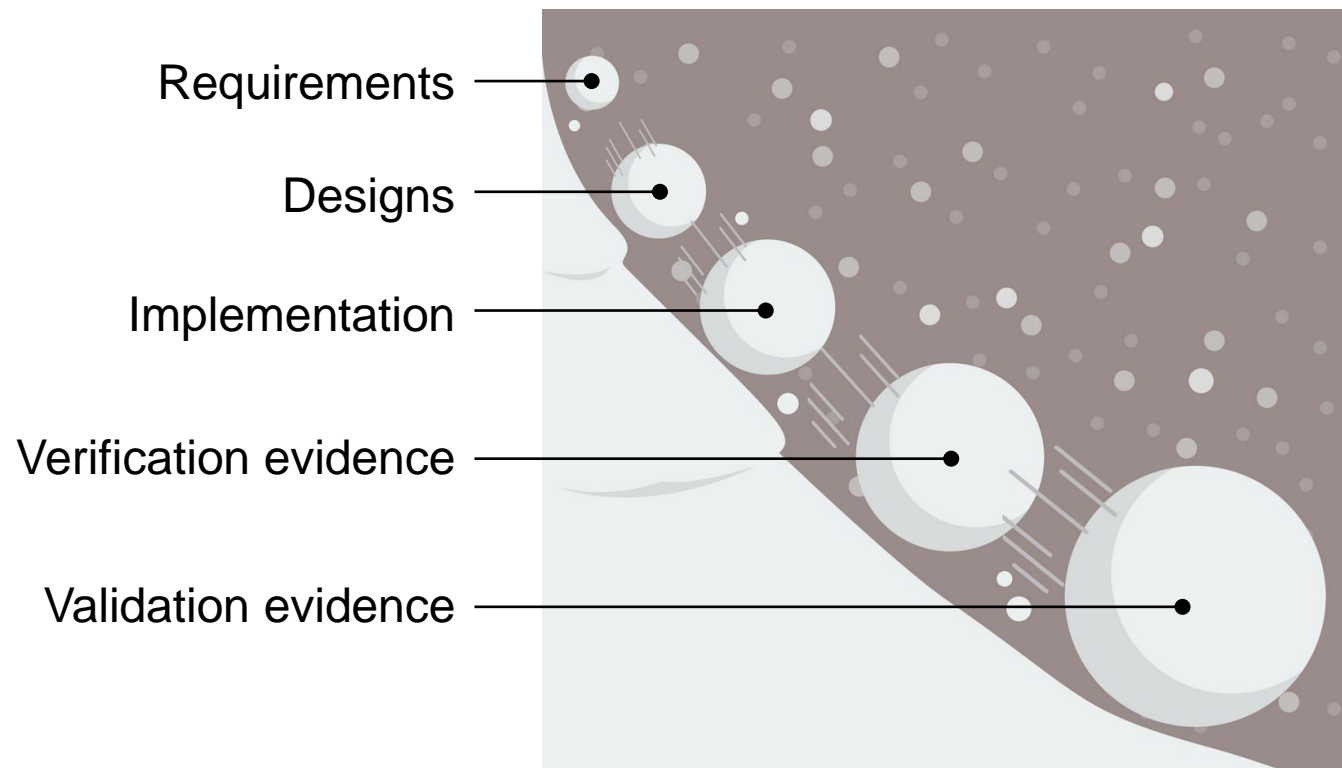 Requirements
Designs
Implementation
Verification evidence
Validation evidence